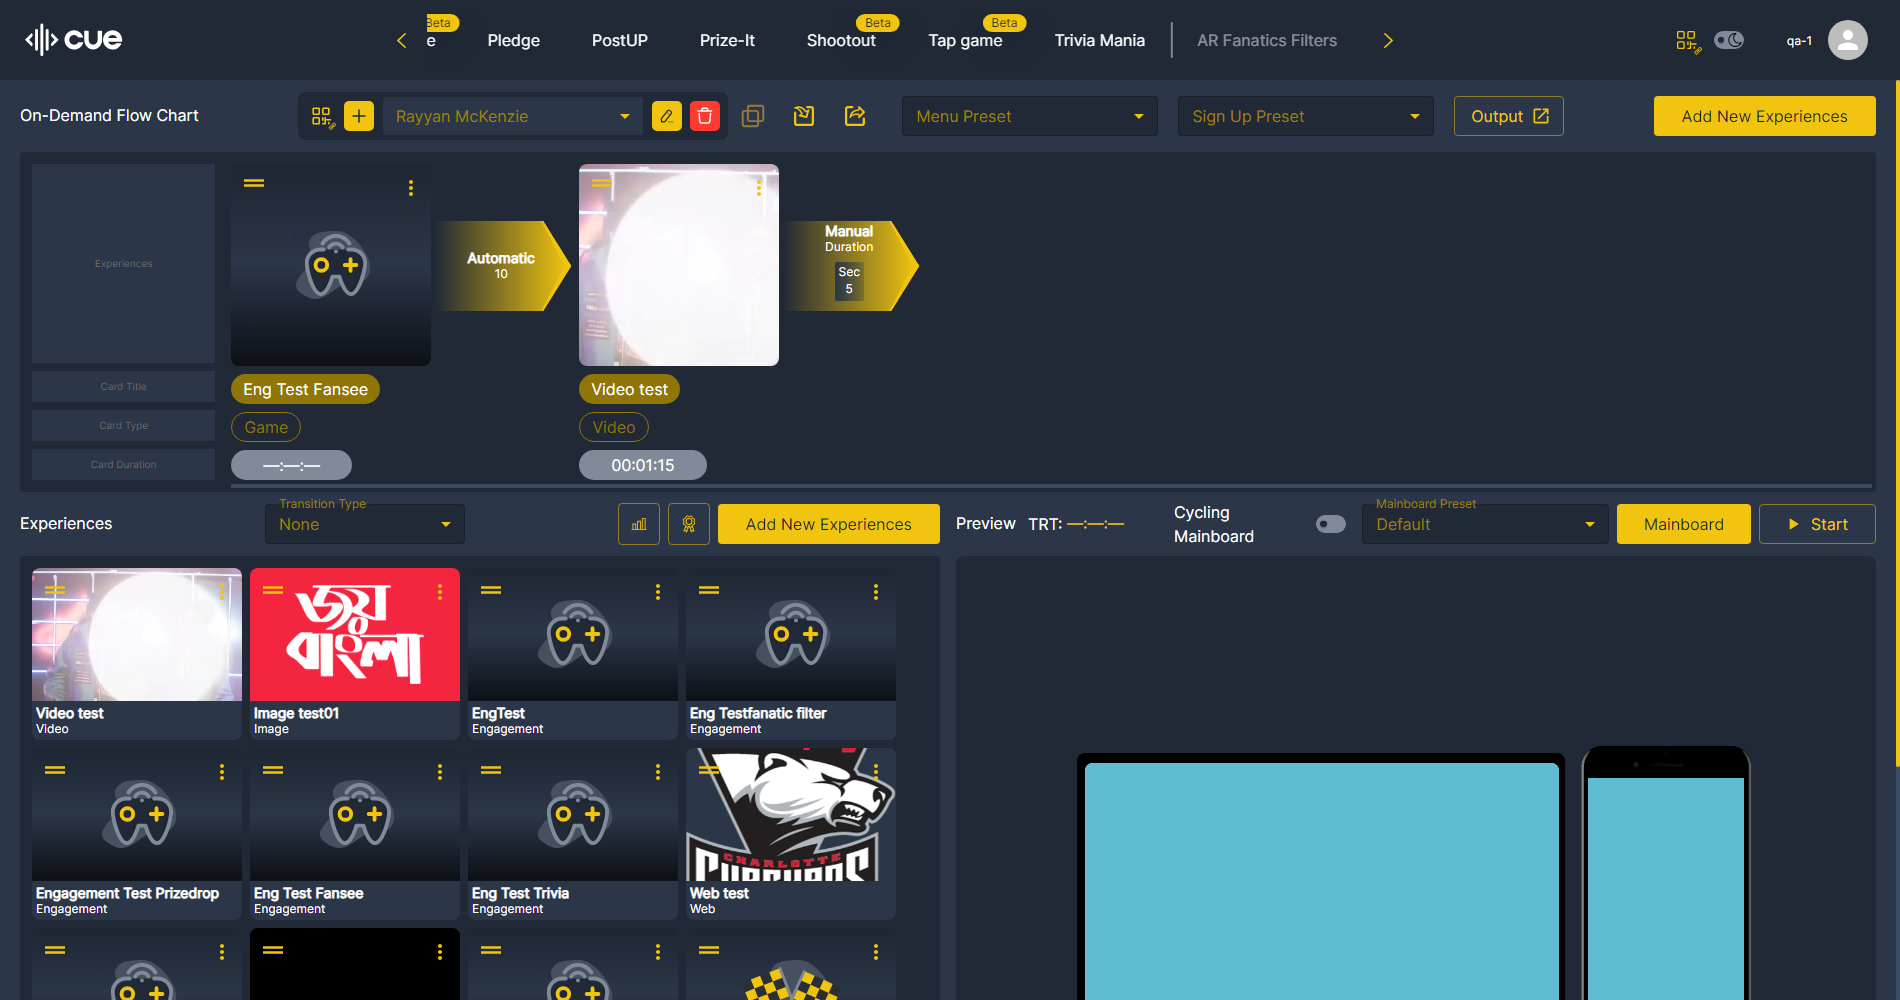 cue
Beta
e
Pledge
PostUP
Prize-It
Beta
Shootout
Beta
Tap game
Trivia Mania
AR Fanatics Filters
qa-1
On-Demand Flow Chart
Rayyan McKenzie
Menu Preset
Sign Up Preset
Output
Add New Experiences
Experiences
Card Title
Card Type
Card Duration
Automatic
10
Manual
Duration
Sec
5
Eng Test Fansee
Game
—:—:—
Video test
Video
00:01:15
Experiences
Transition Type
None
Add New Experiences
Preview
TRT: —:—:—
Cycling
Mainboard
Mainboard Preset
Default
Mainboard
Start
জয়
বাংলা
Video test
Video
Image test01
Image
EngTest
Engagement
Eng Testfanatic filter
Engagement
CHARLOTTE
Engagement Test Prizedrop
Engagement
Eng Test Fansee
Engagement
Eng Test Trivia
Engagement
Web test
Web